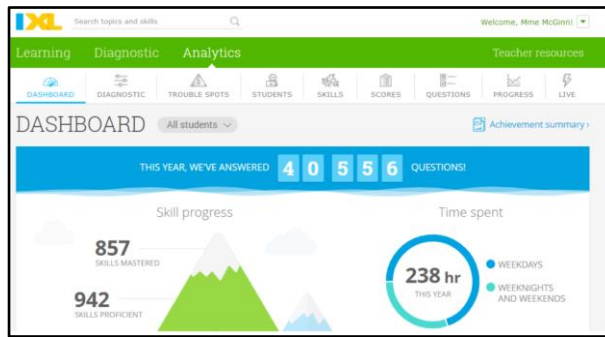 IXL Search topics and skills Welcome, Mme McGinn!
Learning Diagnostic Analytics Teacher resources
DASHBOARD DIAGNOSTIC TROUBLE SPOTS STUDENTS SKILLS SCORES QUESTIONS PROGRESS LIVE
DASHBOARD All students Achievement summary ›
THIS YEAR, WE'VE ANSWERED 4 0 5 5 6 QUESTIONS!
Skill progress Time spent
857
SKILLS MASTERED
942
SKILLS PROFICIENT
238 hr
THIS YEAR
WEEKDAYS
WEEKNIGHTS
AND WEEKENDS